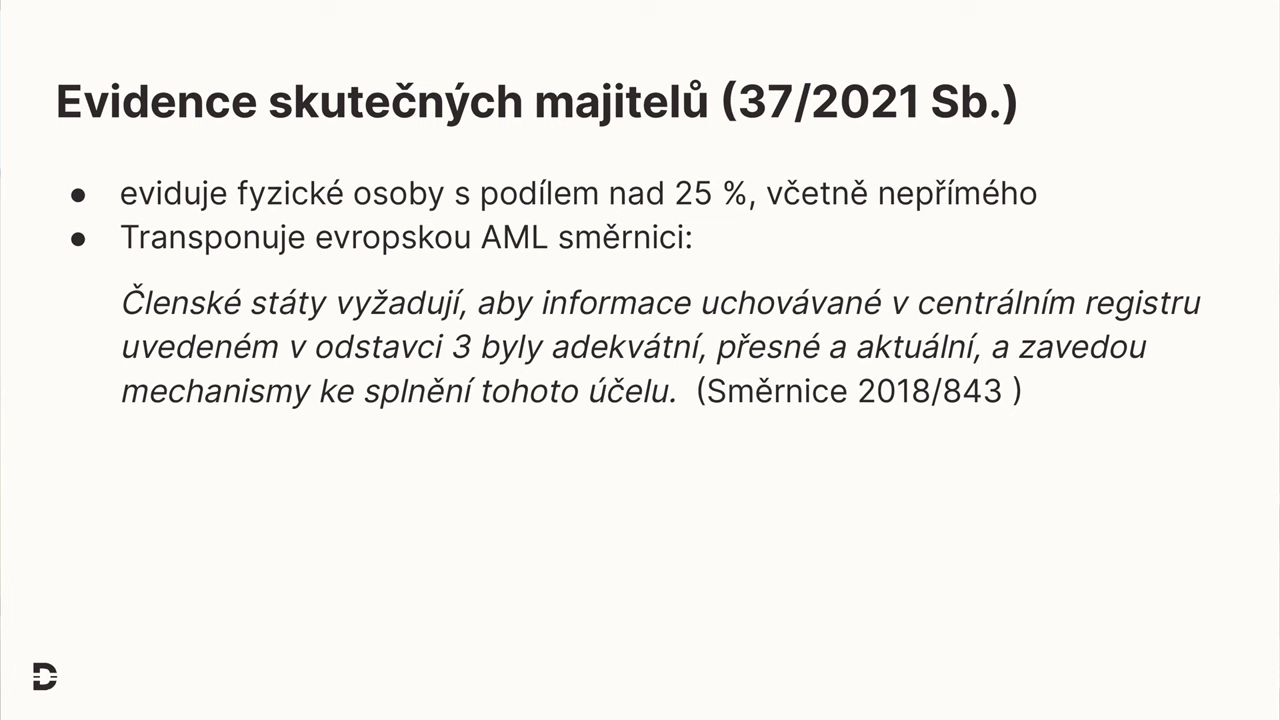 Evidence skutečných majitelů (37/2021 Sb.)
● eviduje fyzické osoby s podílem nad 25 %, včetně nepřímého
● Transponuje evropskou AML směrnici:
Členské státy vyžadují, aby informace uchovávané v centrálním registru
uvedeném v odstavci 3 byly adekvátní, přesné a aktuální, a zavedou
mechanismy ke splnění tohoto účelu. (Směrnice 2018/843 )
D